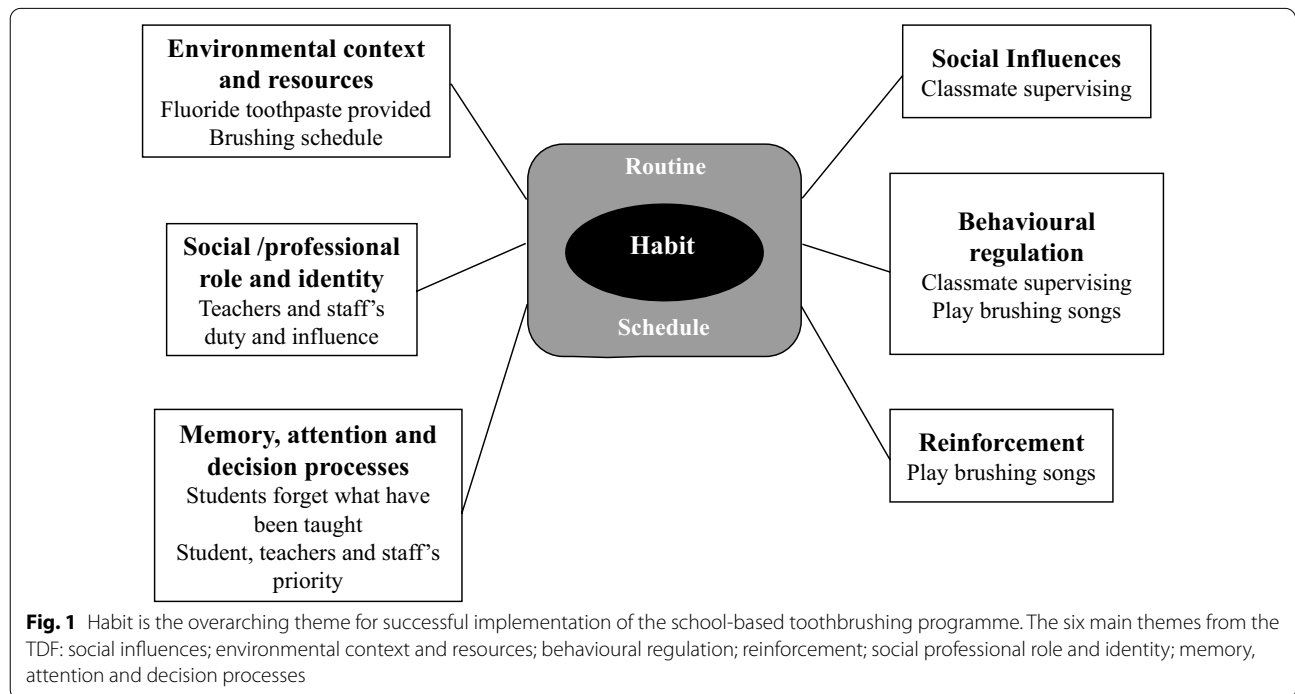 Environmental context
and resources
Fluoride toothpaste provided
Brushing schedule
Social /professional
role and identity
Teachers and staff's
duty and influence
Memory, attention and
decision processes
Students forget what have
been taught
Student, teachers and staff's
priority
Routine
Habit
Schedule
Social Influences
Classmate supervising
Behavioural
regulation
Classmate supervising
Play brushing songs
Reinforcement
Play brushing songs
Fig. 1 Habit is the overarching theme for successful implementation of the school-based toothbrushing programme. The six main themes from the
TDF: social influences; environmental context and resources; behavioural regulation; reinforcement; social professional role and identity; memory,
attention and decision processes